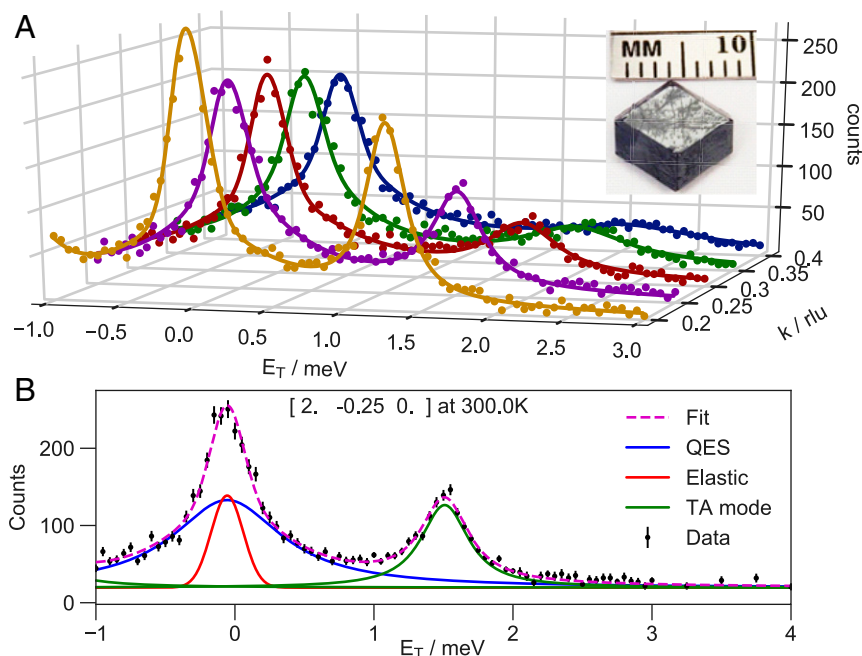 A
MM 10
250
200
150
100
50
counts
-1.0 -0.5 0.0 0.5 1.0 1.5 2.0 2.5 3.0
0.2 0.25 0.3 0.35 0.4
E_T / meV
k / rlu
B
[ 2. -0.25 0. ] at 300.0K
Fit
QES
Elastic
TA mode
Data
Counts
200
100
0
−1 0 1 2 3 4
E_T / meV